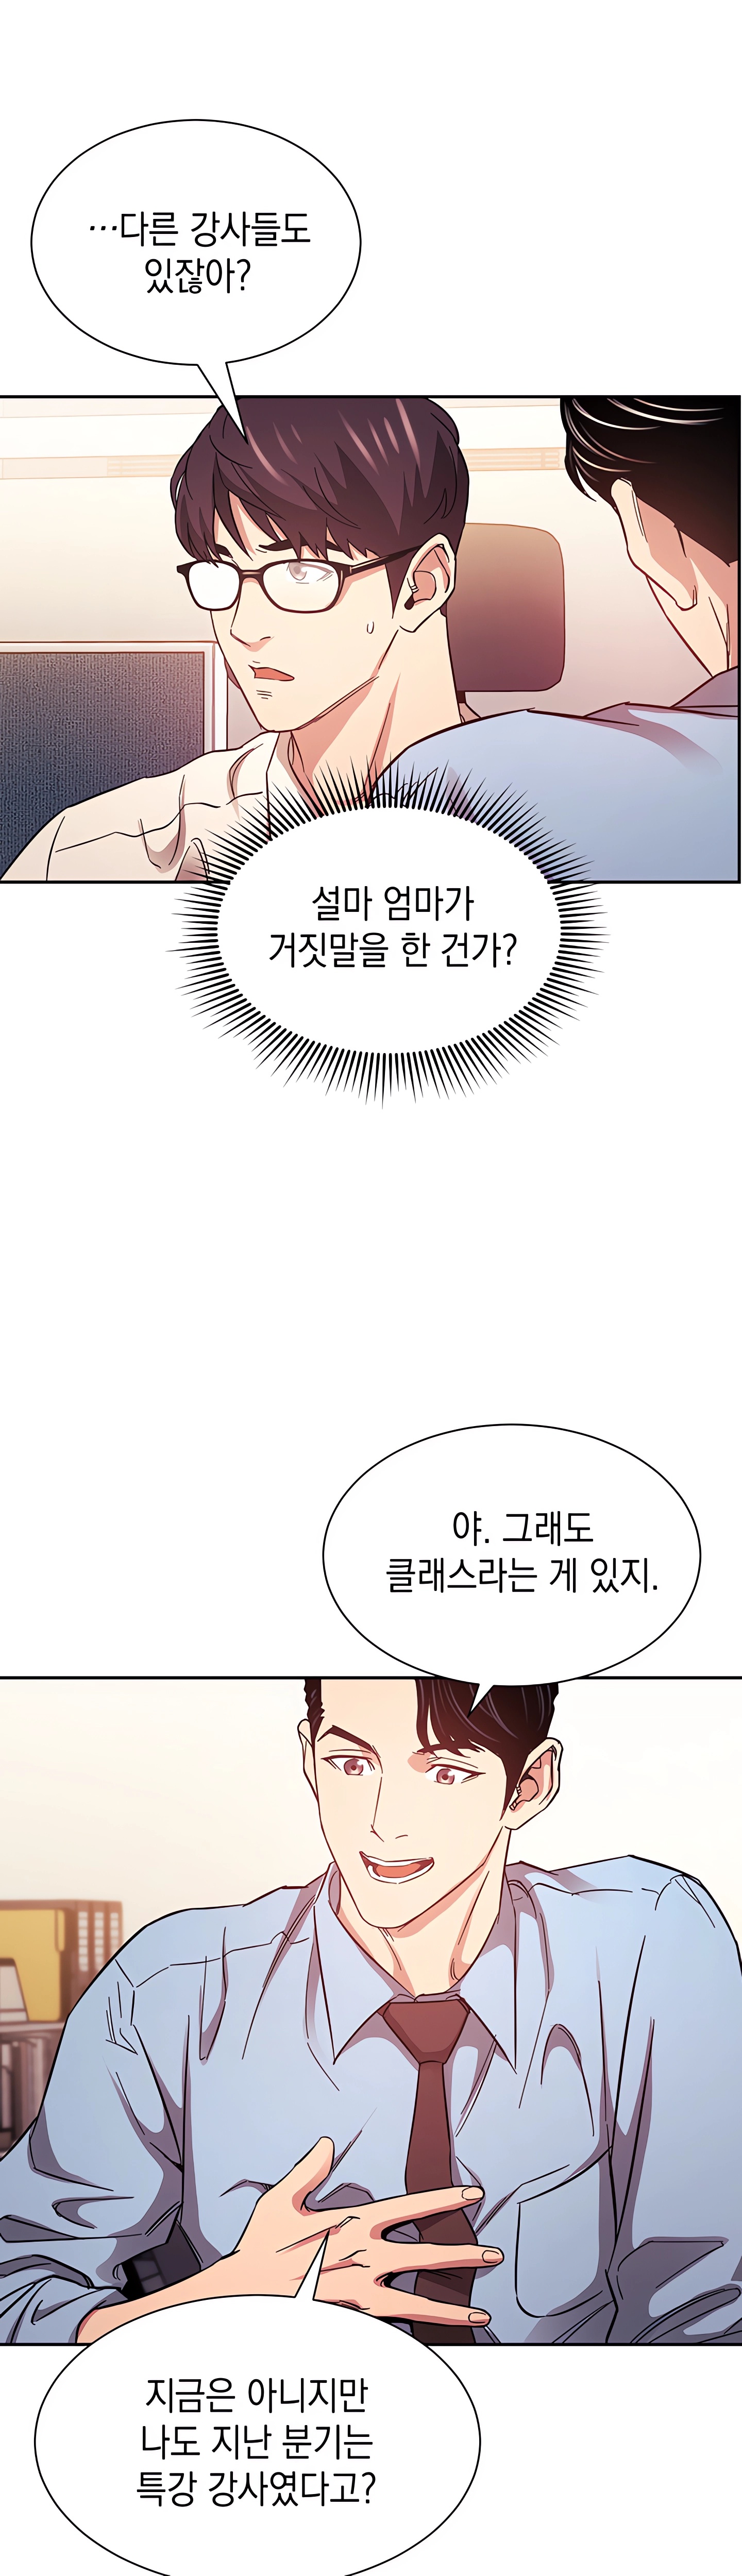 …다른 강사들도
있잖아?
설마 엄마가
거짓말을 한 건가?
야. 그래도
클래스라는 게 있지.
지금은 아니지만
나도 지난 분기는
특강 강사였다고?